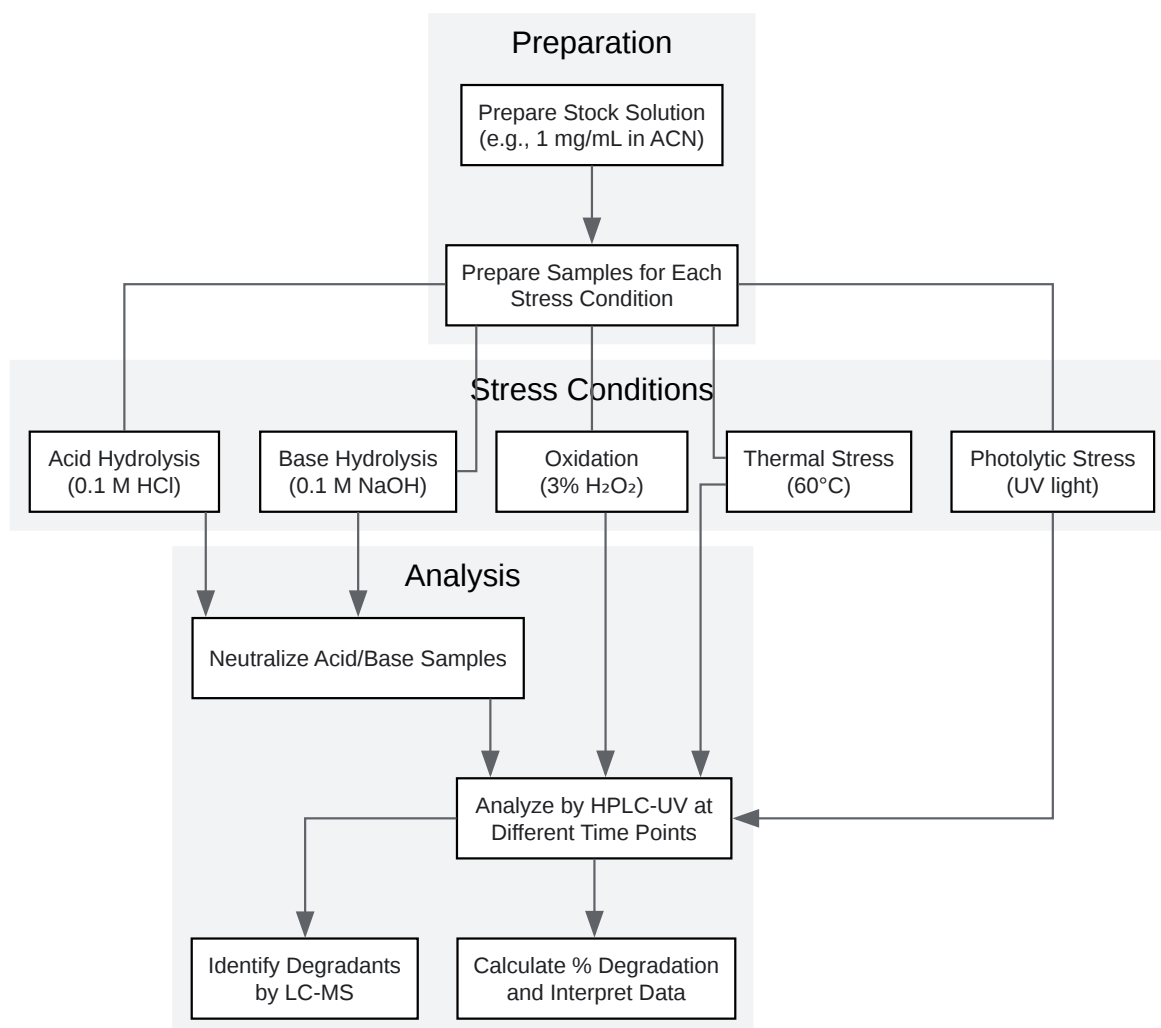 Preparation
Prepare Stock Solution
(e.g., 1 mg/mL in ACN)
Prepare Samples for Each
Stress Condition
Stress Conditions
Acid Hydrolysis
(0.1 M HCl)
Base Hydrolysis
(0.1 M NaOH)
Oxidation
(3% H₂O₂)
Thermal Stress
(60°C)
Photolytic Stress
(UV light)
Analysis
Neutralize Acid/Base Samples
Analyze by HPLC-UV at
Different Time Points
Identify Degradants
by LC-MS
Calculate % Degradation
and Interpret Data